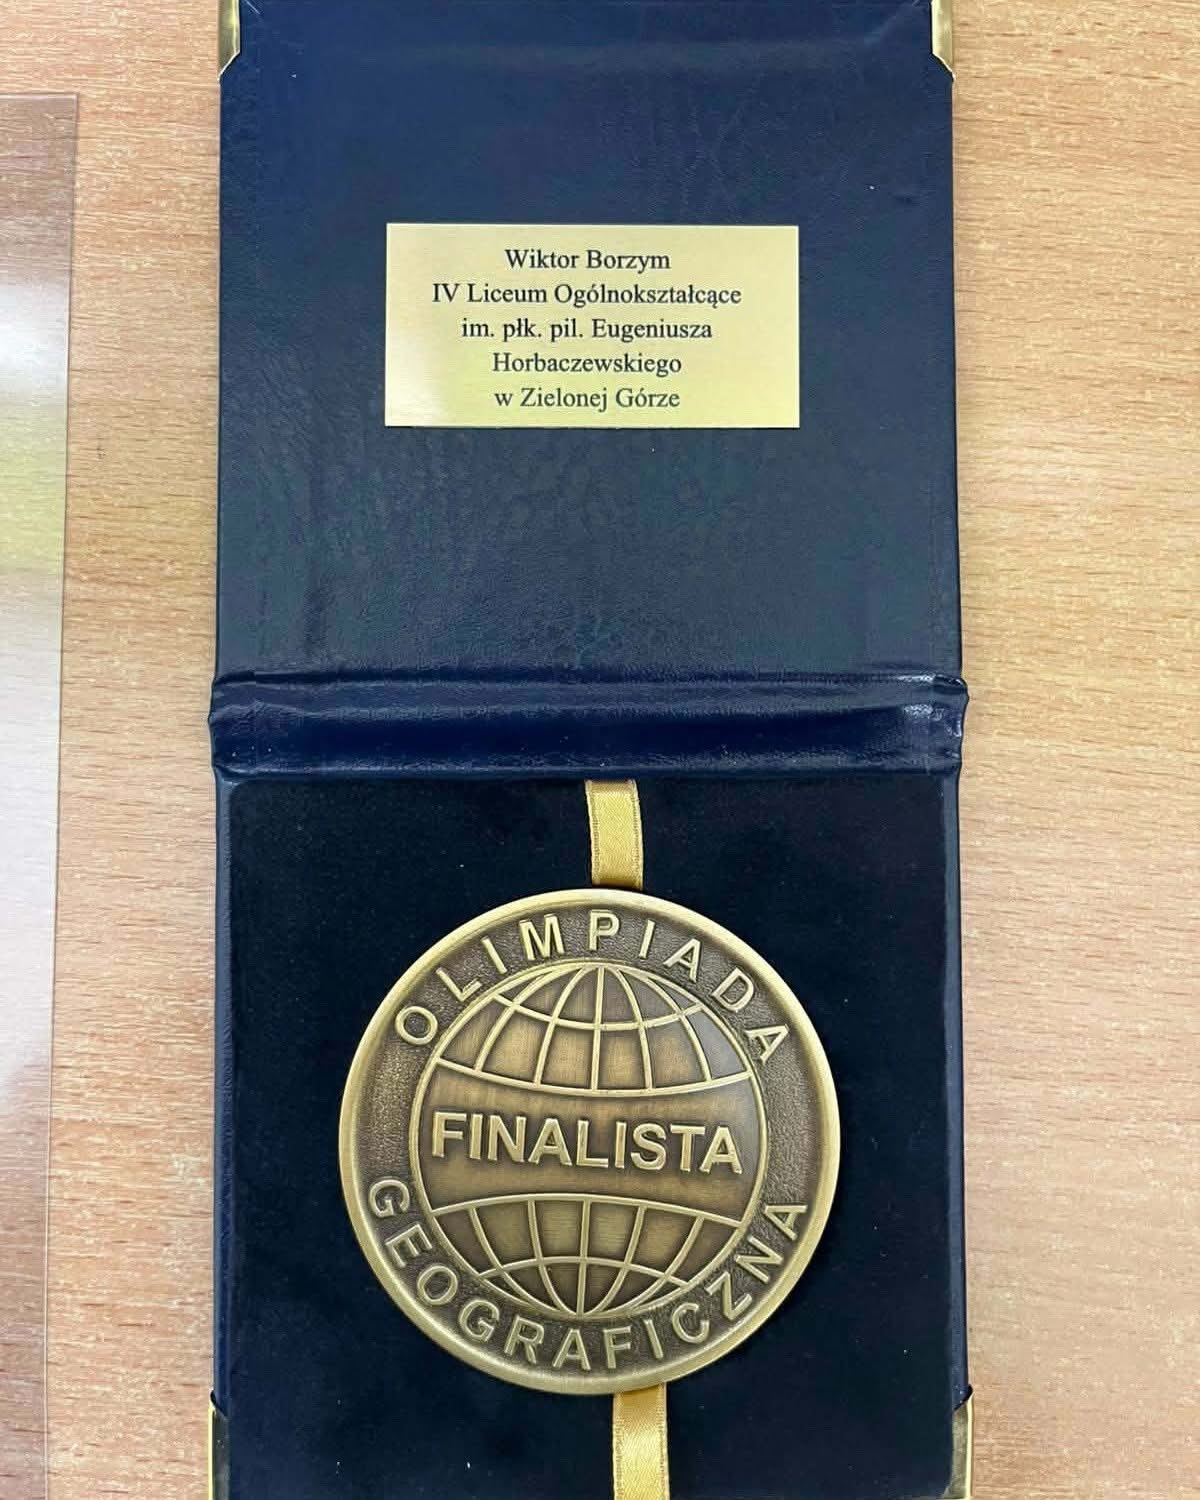 Wiktor Borzym
IV Liceum Ogólnokształcące
im. płk. pil. Eugeniusza
Horbaczewskiego
w Zielonej Górze
OLIMPIADA
FINALISTA
GEOGRAFICZNA